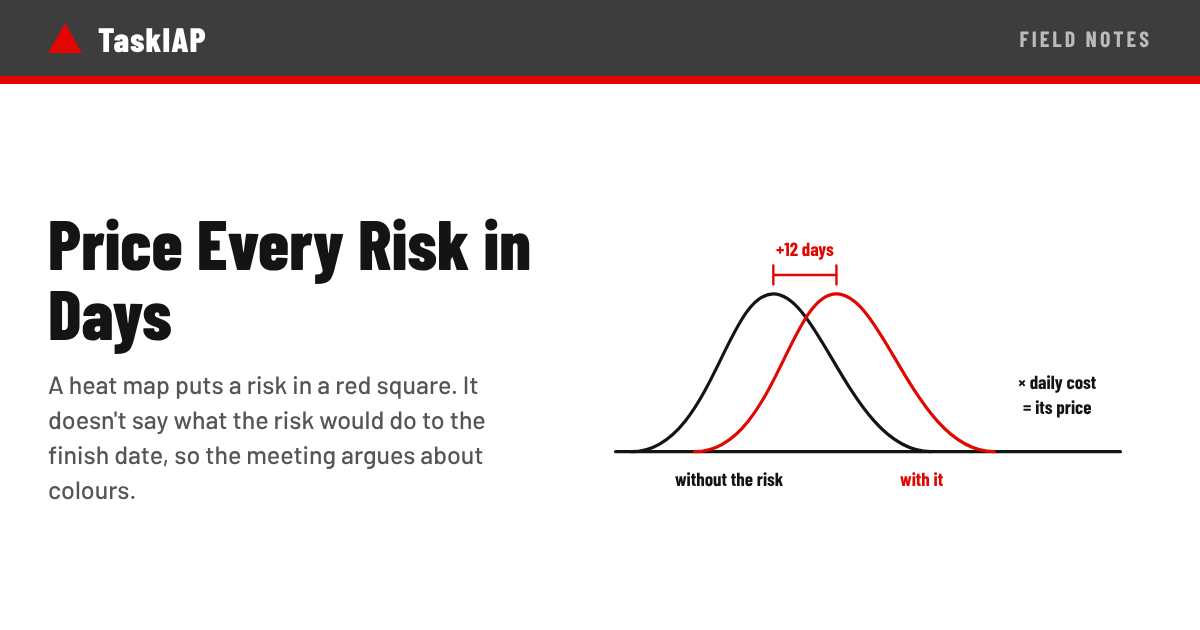 TaskIAP
FIELD NOTES
Price Every Risk in
Days
A heat map puts a risk in a red square. It
doesn't say what the risk would do to the
finish date, so the meeting argues about
colours.
+12 days
× daily cost
= its price
without the risk
with it